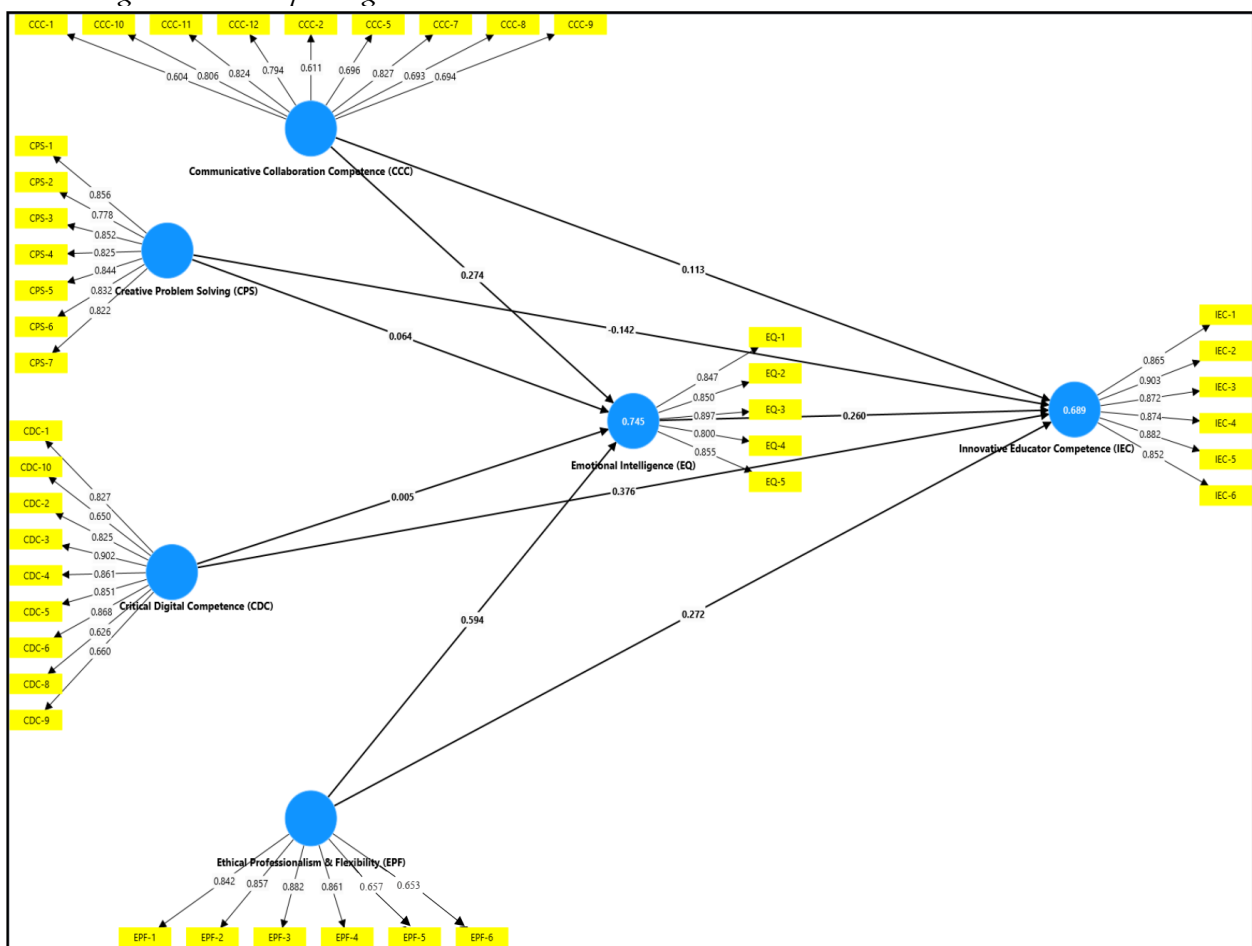 CCC-1 CCC-10 CCC-11 CCC-12 CCC-2 CCC-5 CCC-7 CCC-8 CCC-9
0.604 0.806 0.824 0.794 0.611 0.696 0.827 0.693 0.694
Communicative Collaboration Competence (CCC)
CPS-1
CPS-2
CPS-3
CPS-4
CPS-5
CPS-6
CPS-7
0.856
0.778
0.852
0.825
0.844
0.832
0.822
Creative Problem Solving (CPS)
0.274
0.113
0.064
-0.142
CDC-1
CDC-10
CDC-2
CDC-3
CDC-4
CDC-5
CDC-6
CDC-8
CDC-9
0.827
0.650
0.825
0.902
0.861
0.851
0.868
0.626
0.660
Critical Digital Competence (CDC)
0.005
0.376
EQ-1
EQ-2
EQ-3
EQ-4
EQ-5
0.847
0.850
0.897
0.800
0.855
0.745
Emotional Intelligence (EQ)
0.260
IEC-1
IEC-2
IEC-3
IEC-4
IEC-5
IEC-6
0.865
0.903
0.872
0.874
0.882
0.852
0.689
Innovative Educator Competence (IEC)
0.594
0.272
Ethical Professionalism & Flexibility (EPF)
0.842 0.857 0.882 0.861 0.657 0.653
EPF-1 EPF-2 EPF-3 EPF-4 EPF-5 EPF-6